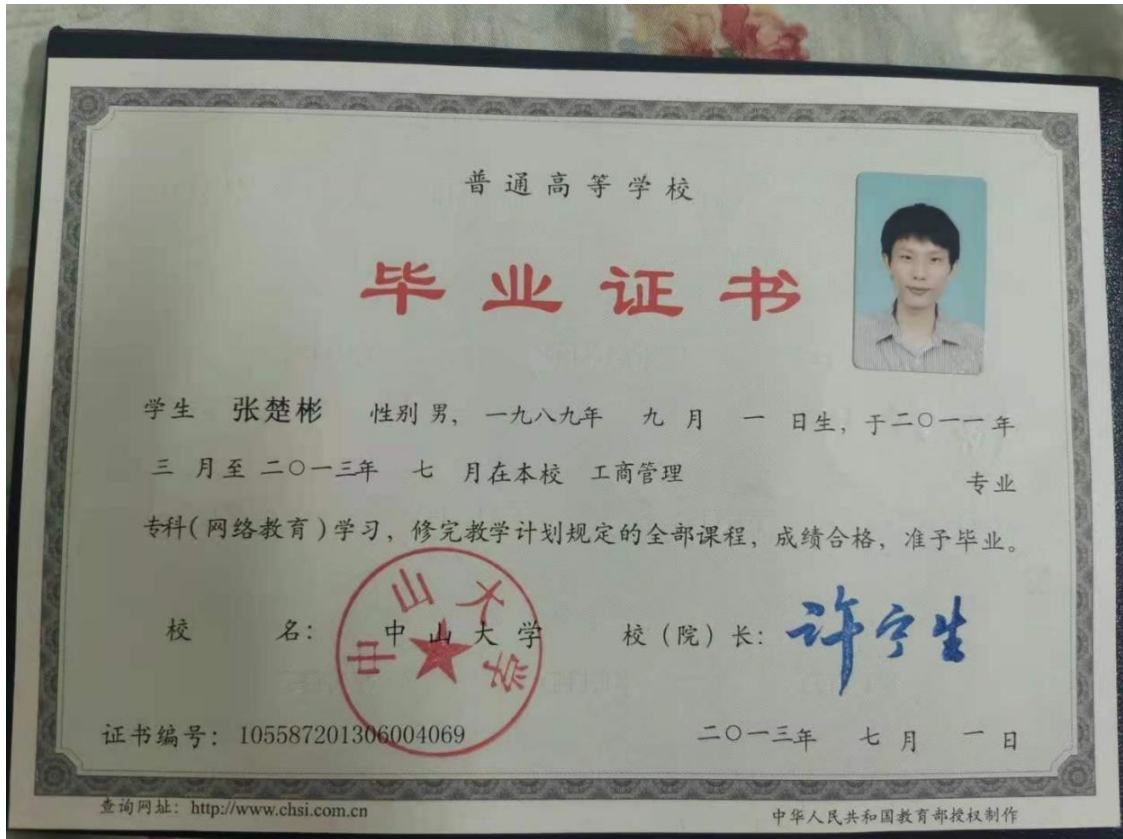 普通高等学校
毕业证书
学生 张楚彬 性别 男， 一九八九年 九 月 一 日生，于二〇一一年
三 月至 二〇一三年 七 月在本校 工商管理 专业
专科(网络教育)学习，修完教学计划规定的全部课程，成绩合格，准予毕业。
校 名： 中山大学 校（院）长： 许宁生
中山大学
证书编号： 105587201306004069 二〇一三年 七 月 一 日
查询网址：http://www.chsi.com.cn 中华人民共和国教育部授权制作